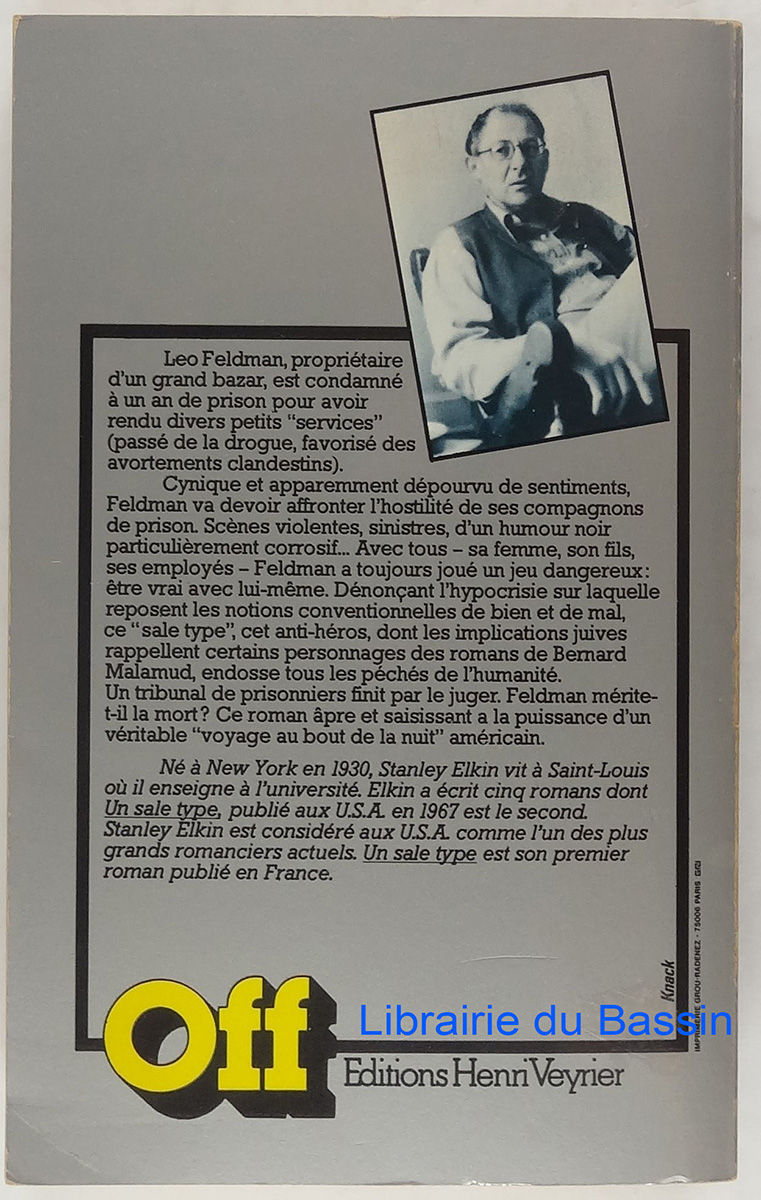 Leo Feldman, propriétaire
d'un grand bazar, est condamné
à un an de prison pour avoir
rendu divers petits "services"
(passé de la drogue, favorisé des
avortements clandestins).
Cynique et apparemment dépourvu de sentiments,
Feldman va devoir affronter l'hostilité de ses compagnons
de prison. Scènes violentes, sinistres, d'un humour noir
particulièrement corrosif... Avec tous – sa femme, son fils,
ses employés – Feldman a toujours joué un jeu dangereux :
être vrai avec lui-même. Dénonçant l'hypocrisie sur laquelle
reposent les notions conventionnelles de bien et de mal,
ce "sale type", cet anti-héros, dont les implications juives
rappellent certains personnages des romans de Bernard
Malamud, endosse tous les péchés de l'humanité.
Un tribunal de prisonniers finit par le juger. Feldman mérite-
t-il la mort ? Ce roman âpre et saisissant a la puissance d'un
véritable "voyage au bout de la nuit" américain.
Né à New York en 1930, Stanley Elkin vit à Saint-Louis
où il enseigne à l'université. Elkin a écrit cinq romans dont
Un sale type, publié aux U.S.A. en 1967 est le second.
Stanley Elkin est considéré aux U.S.A. comme l'un des plus
grands romanciers actuels. Un sale type est son premier
roman publié en France.
Knack
IMPRIMERIE GROU-RADENEZ - 75006 PARIS
Off
Librairie du Bassin
Editions Henri Veyrier